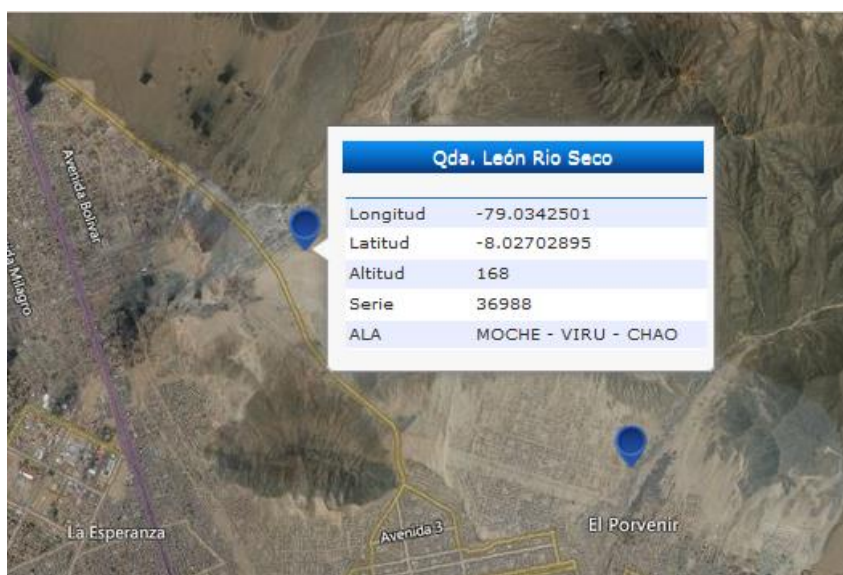 Qda. León Rio Seco
Longitud -79.0342501
Latitud -8.02702895
Altitud 168
Serie 36988
ALA MOCHE - VIRU - CHAO
Avenida Bolivar
da Milagro
La Esperanza
Avenida 3
El Porvenir